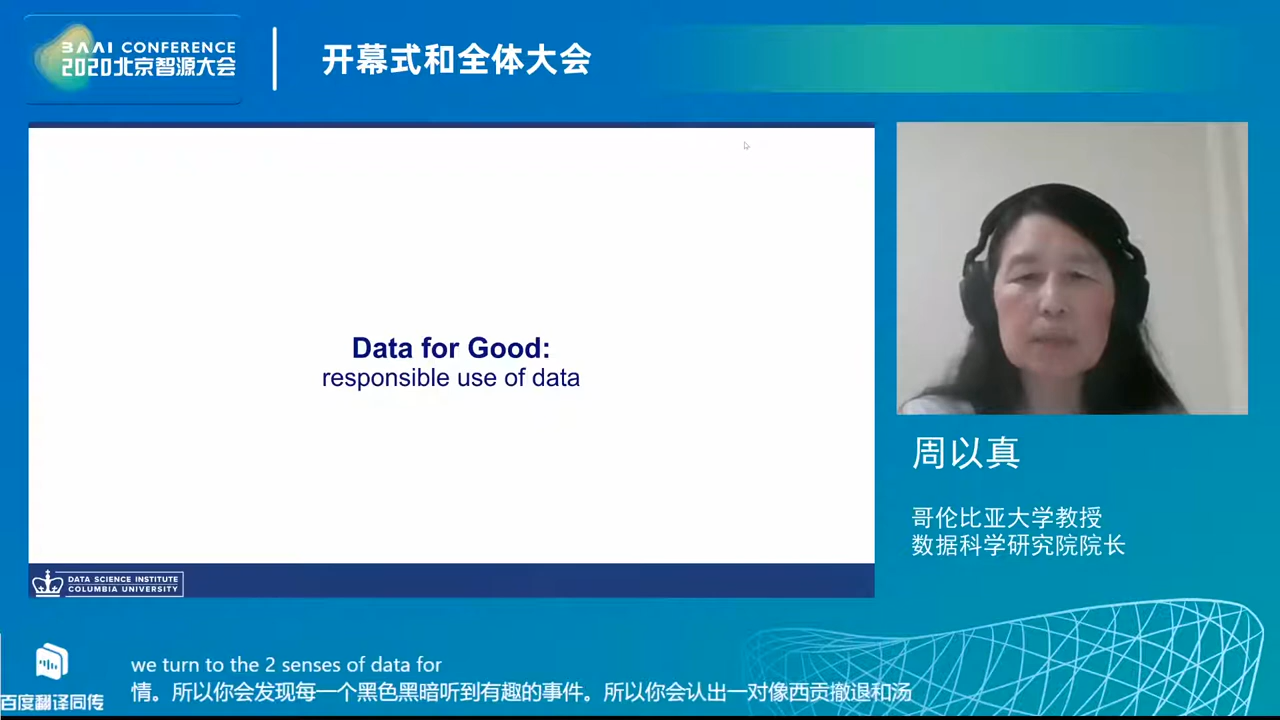 BAAI CONFERENCE
2020北京智源大会
开幕式和全体大会
Data for Good:
responsible use of data
DATA SCIENCE INSTITUTE
COLUMBIA UNIVERSITY
周以真
哥伦比亚大学教授
数据科学研究院院长
百度翻译同传
we turn to the 2 senses of data for
情。所以你会发现每一个黑色黑暗听到有趣的事件。所以你会认出一对像西贡撤退和汤